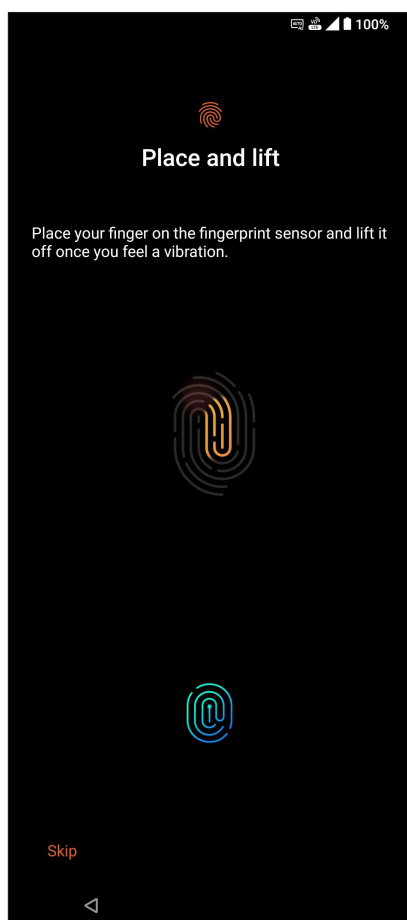 100%
Place and lift
Place your finger on the fingerprint sensor and lift it
off once you feel a vibration.
Skip